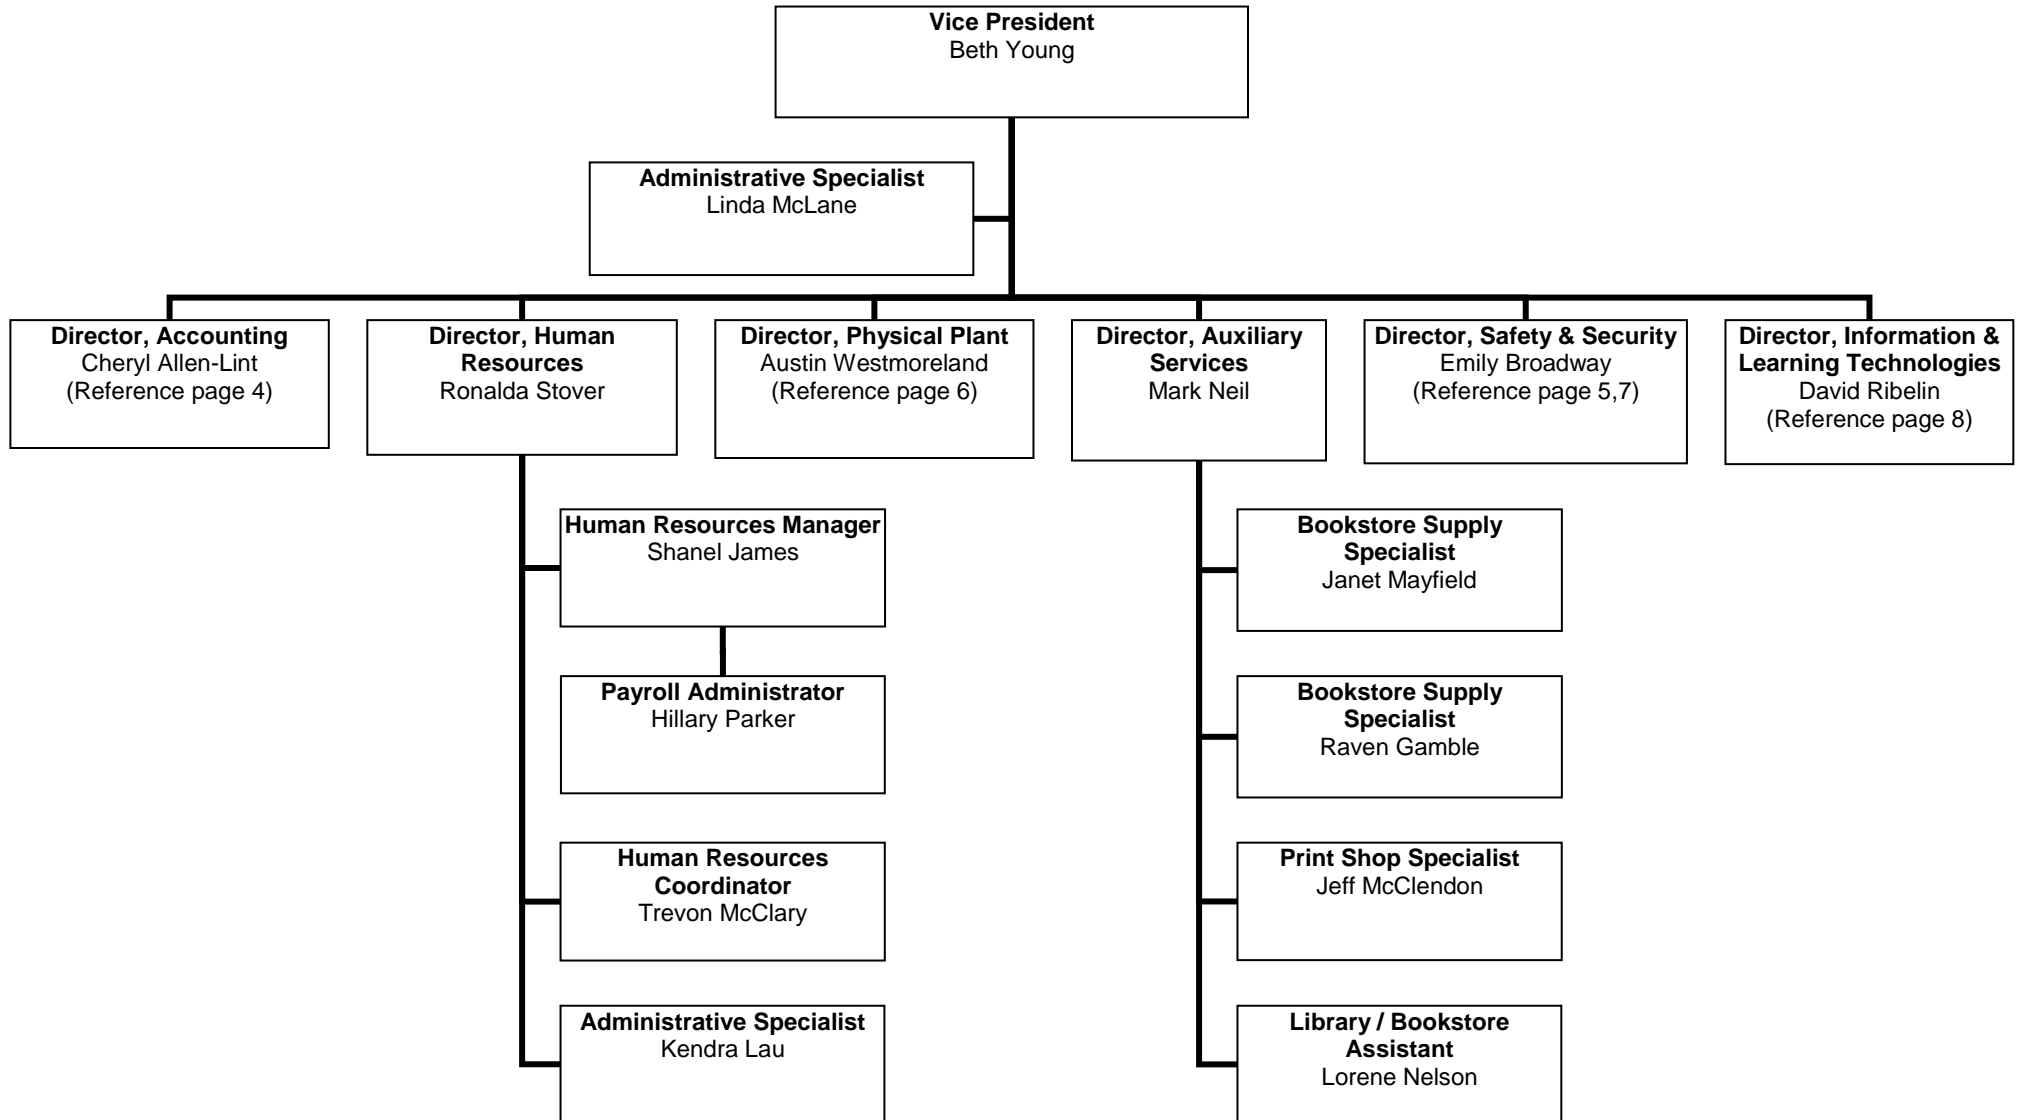 Vice President
Beth Young
Administrative Specialist
Linda McLane
Director, Accounting
Cheryl Allen-Lint
(Reference page 4)
Director, Human
Resources
Ronalda Stover
Director, Physical Plant
Austin Westmoreland
(Reference page 6)
Director, Auxiliary
Services
Mark Neil
Director, Safety & Security
Emily Broadway
(Reference page 5,7)
Director, Information &
Learning Technologies
David Ribelin
(Reference page 8)
Human Resources Manager
Shanel James
Payroll Administrator
Hillary Parker
Human Resources
Coordinator
Trevon McClary
Administrative Specialist
Kendra Lau
Bookstore Supply
Specialist
Janet Mayfield
Bookstore Supply
Specialist
Raven Gamble
Print Shop Specialist
Jeff McClendon
Library / Bookstore
Assistant
Lorene Nelson